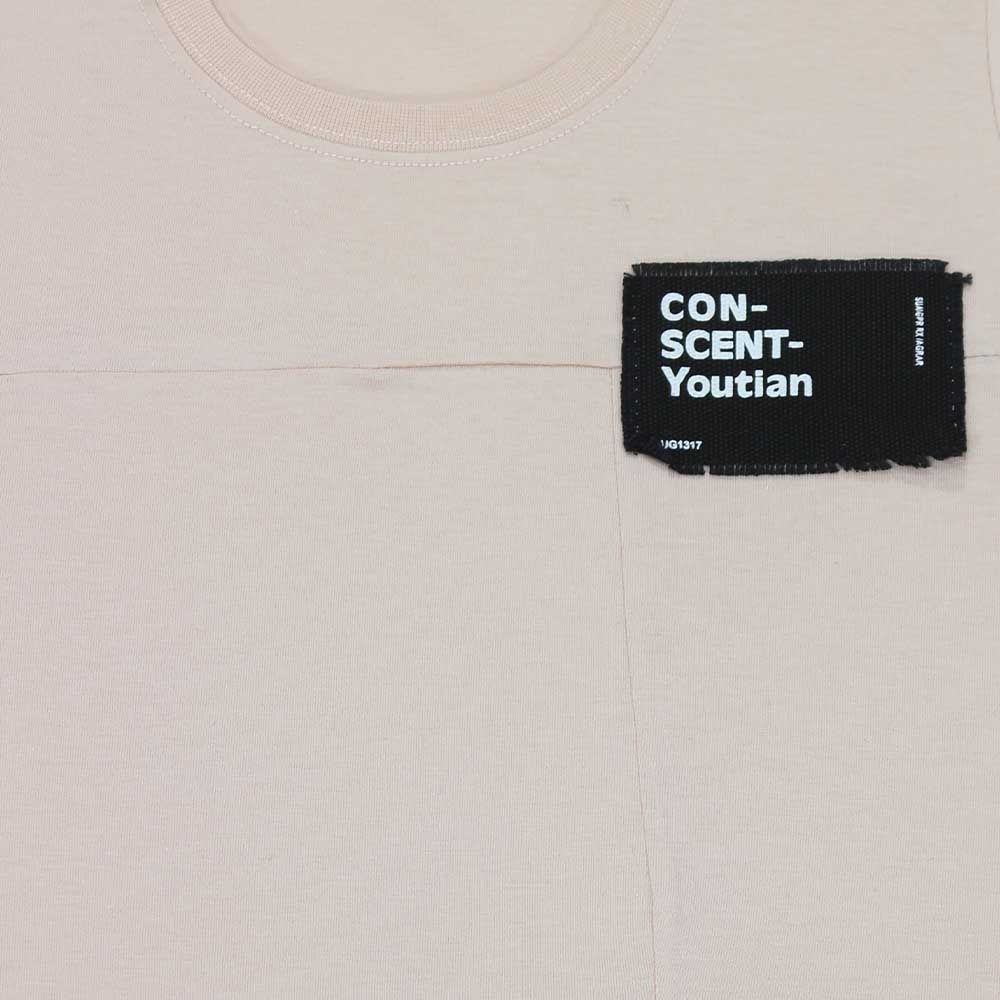 CON-
SCENT-
Youtian
UG1317